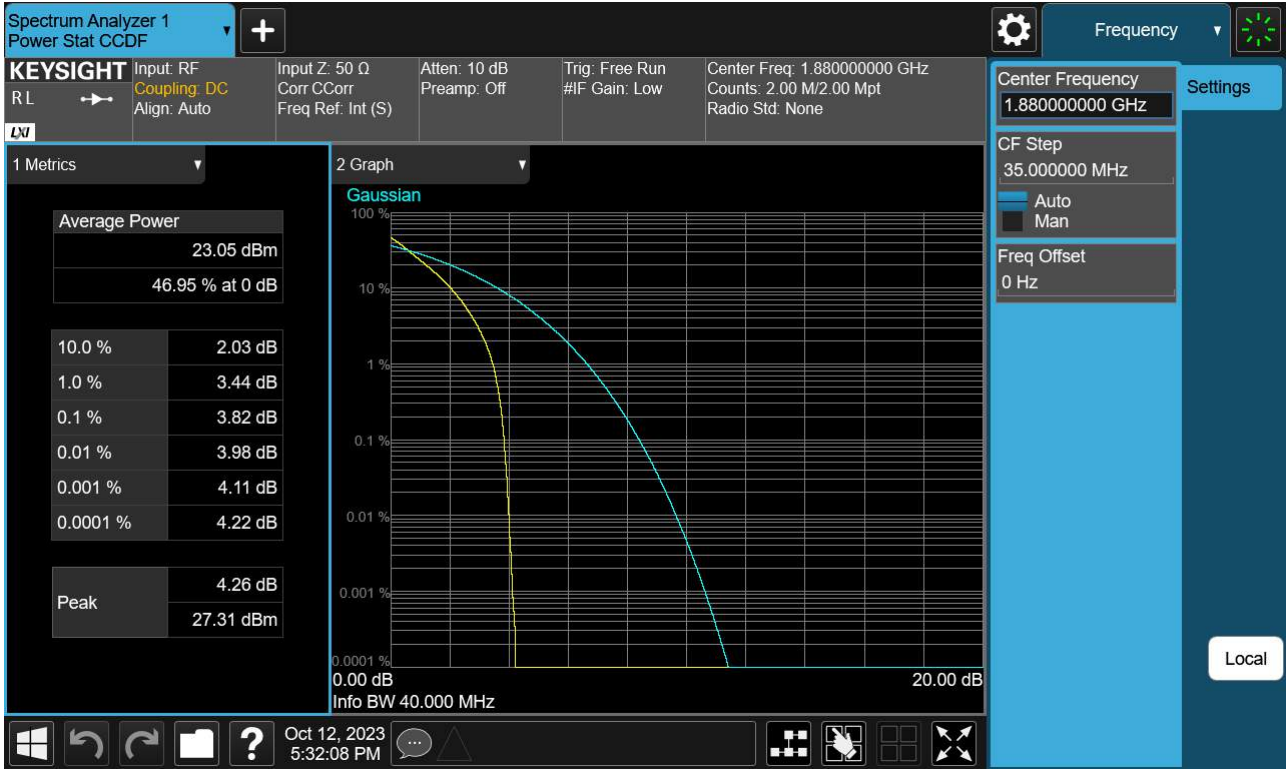 Spectrum Analyzer 1
Power Stat CCDF
Frequency
KEYSIGHT
R L
LXI
Input: RF
Coupling: DC
Align: Auto
Input Z: 50 Ω
Corr CCorr
Freq Ref: Int (S)
Atten: 10 dB
Preamp: Off
Trig: Free Run
#IF Gain: Low
Center Freq: 1.880000000 GHz
Counts: 2.00 M/2.00 Mpt
Radio Std: None
Center Frequency
1.880000000 GHz
Settings
CF Step
35.000000 MHz
Auto
Man
Freq Offset
0 Hz
Local
1 Metrics
Average Power
23.05 dBm
46.95 % at 0 dB
10.0 % 2.03 dB
1.0 % 3.44 dB
0.1 % 3.82 dB
0.01 % 3.98 dB
0.001 % 4.11 dB
0.0001 % 4.22 dB
Peak
4.26 dB
27.31 dBm
2 Graph
Gaussian
100 %
10 %
1 %
0.1 %
0.01 %
0.001 %
0.0001 %
0.00 dB
20.00 dB
Info BW 40.000 MHz
?
Oct 12, 2023
5:32:08 PM